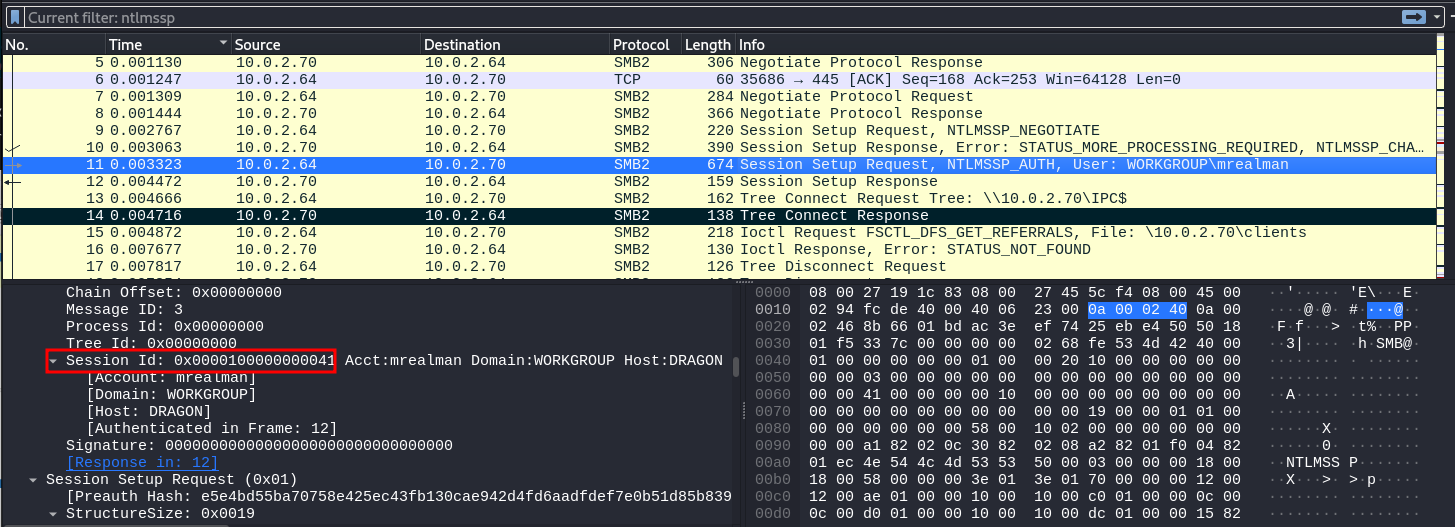 Current filter: ntlmssp
No. Time Source Destination Protocol Length Info
5 0.001130 10.0.2.70 10.0.2.64 SMB2 306 Negotiate Protocol Response
6 0.001247 10.0.2.64 10.0.2.70 TCP 60 35686 → 445 [ACK] Seq=168 Ack=253 Win=64128 Len=0
7 0.001309 10.0.2.64 10.0.2.70 SMB2 284 Negotiate Protocol Request
8 0.001444 10.0.2.70 10.0.2.64 SMB2 366 Negotiate Protocol Response
9 0.002767 10.0.2.64 10.0.2.70 SMB2 220 Session Setup Request, NTLMSSP_NEGOTIATE
10 0.003063 10.0.2.70 10.0.2.64 SMB2 390 Session Setup Response, Error: STATUS_MORE_PROCESSING_REQUIRED, NTLMSSP_CHA…
11 0.003323 10.0.2.64 10.0.2.70 SMB2 674 Session Setup Request, NTLMSSP_AUTH, User: WORKGROUP\mrealman
12 0.004472 10.0.2.70 10.0.2.64 SMB2 159 Session Setup Response
13 0.004666 10.0.2.64 10.0.2.70 SMB2 162 Tree Connect Request Tree: \\10.0.2.70\IPC$
14 0.004716 10.0.2.70 10.0.2.64 SMB2 138 Tree Connect Response
15 0.004872 10.0.2.64 10.0.2.70 SMB2 218 Ioctl Request FSCTL_DFS_GET_REFERRALS, File: \10.0.2.70\clients
16 0.007677 10.0.2.70 10.0.2.64 SMB2 130 Ioctl Response, Error: STATUS_NOT_FOUND
17 0.007817 10.0.2.64 10.0.2.70 SMB2 126 Tree Disconnect Request
Chain Offset: 0x00000000
Message ID: 3
Process Id: 0x00000000
Tree Id: 0x00000000
Session Id: 0x0000100000000041 Acct:mrealman Domain:WORKGROUP Host:DRAGON
[Account: mrealman]
[Domain: WORKGROUP]
[Host: DRAGON]
[Authenticated in Frame: 12]
Signature: 00000000000000000000000000000000
[Response in: 12]
Session Setup Request (0x01)
[Preauth Hash: e5e4bd55ba70758e425ec43fb130cae942d4fd6aadfdef7e0b51d85b839
StructureSize: 0x0019
0000 08 00 27 19 1c 83 08 00 27 45 5c f4 08 00 45 00 ··'····· 'E\···E·
0010 02 94 fc de 40 00 40 06 23 00 0a 00 02 40 0a 00 ····@·@· #····@··
0020 02 46 8b 66 01 bd ac 3e ef 74 25 eb e4 50 50 18 ·F·f···> ·t%··PP·
0030 01 f5 33 7c 00 00 00 00 02 68 fe 53 4d 42 40 00 ··3|···· ·h·SMB@·
0040 01 00 00 00 00 00 01 00 00 20 10 00 00 00 00 00
0050 00 00 03 00 00 00 00 00 00 00 00 00 00 00 00 00
0060 00 00 41 00 00 00 00 10 00 00 00 00 00 00 00 00 ··A····· ········
0070 00 00 00 00 00 00 00 00 00 00 19 00 00 01 01 00
0080 00 00 00 00 00 00 58 00 10 02 00 00 00 00 00 00 ······X· ········
0090 00 00 a1 82 02 0c 30 82 02 08 a2 82 01 f0 04 82 ······0· ········
00a0 01 ec 4e 54 4c 4d 53 53 50 00 03 00 00 00 18 00 ··NTLMSS P·······
00b0 18 00 58 00 00 00 3e 01 3e 01 70 00 00 00 12 00 ··X···>· >·p·····
00c0 12 00 ae 01 00 00 10 00 10 00 c0 01 00 00 0c 00
00d0 0c 00 d0 01 00 00 10 00 10 00 dc 01 00 00 15 82